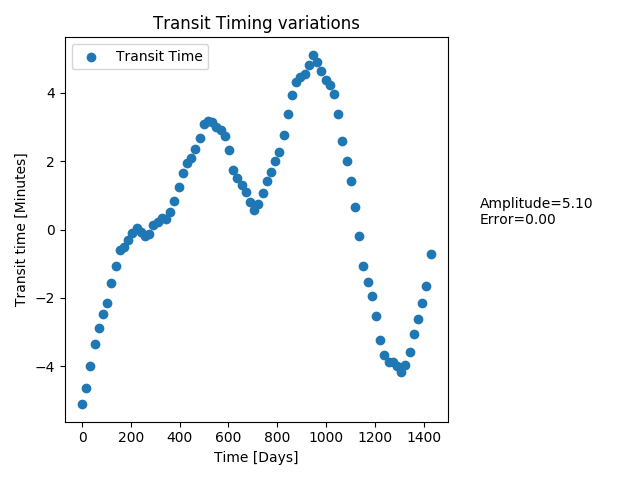 Transit Timing variations
Transit Time
Transit time [Minutes]
4
2
0
−2
−4
0 200 400 600 800 1000 1200 1400
Time [Days]
Amplitude=5.10
Error=0.00